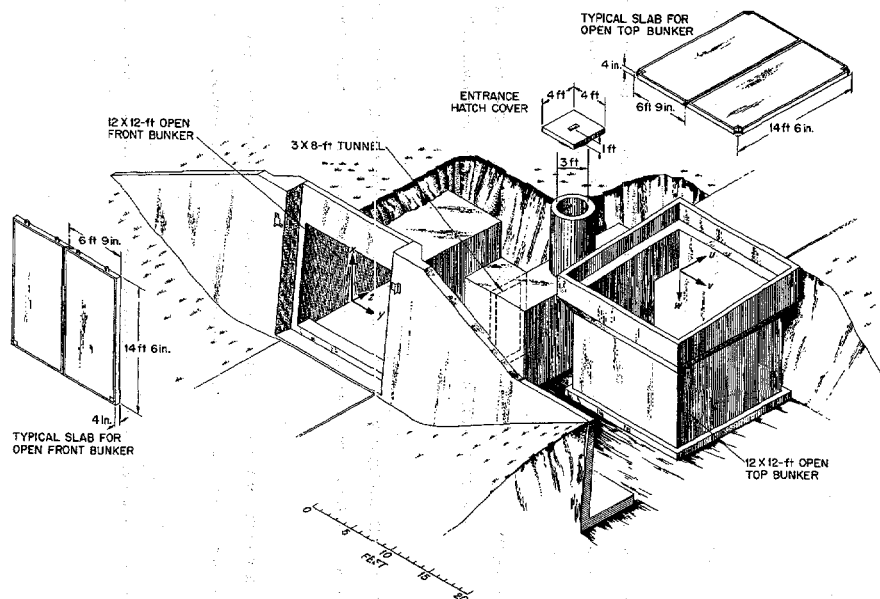 TYPICAL SLAB FOR
OPEN TOP BUNKER
4 in.
6 ft 9 in.
14 ft 6 in.
ENTRANCE
HATCH COVER
4 ft
4 ft
1 ft
3 ft
12 X 12-ft OPEN
FRONT BUNKER
3 X 8-ft TUNNEL
6 ft 9 in.
14 ft 6 in.
4 in.
TYPICAL SLAB FOR
OPEN FRONT BUNKER
12 X 12-ft OPEN
TOP BUNKER
0
5
10
15
20
FEET